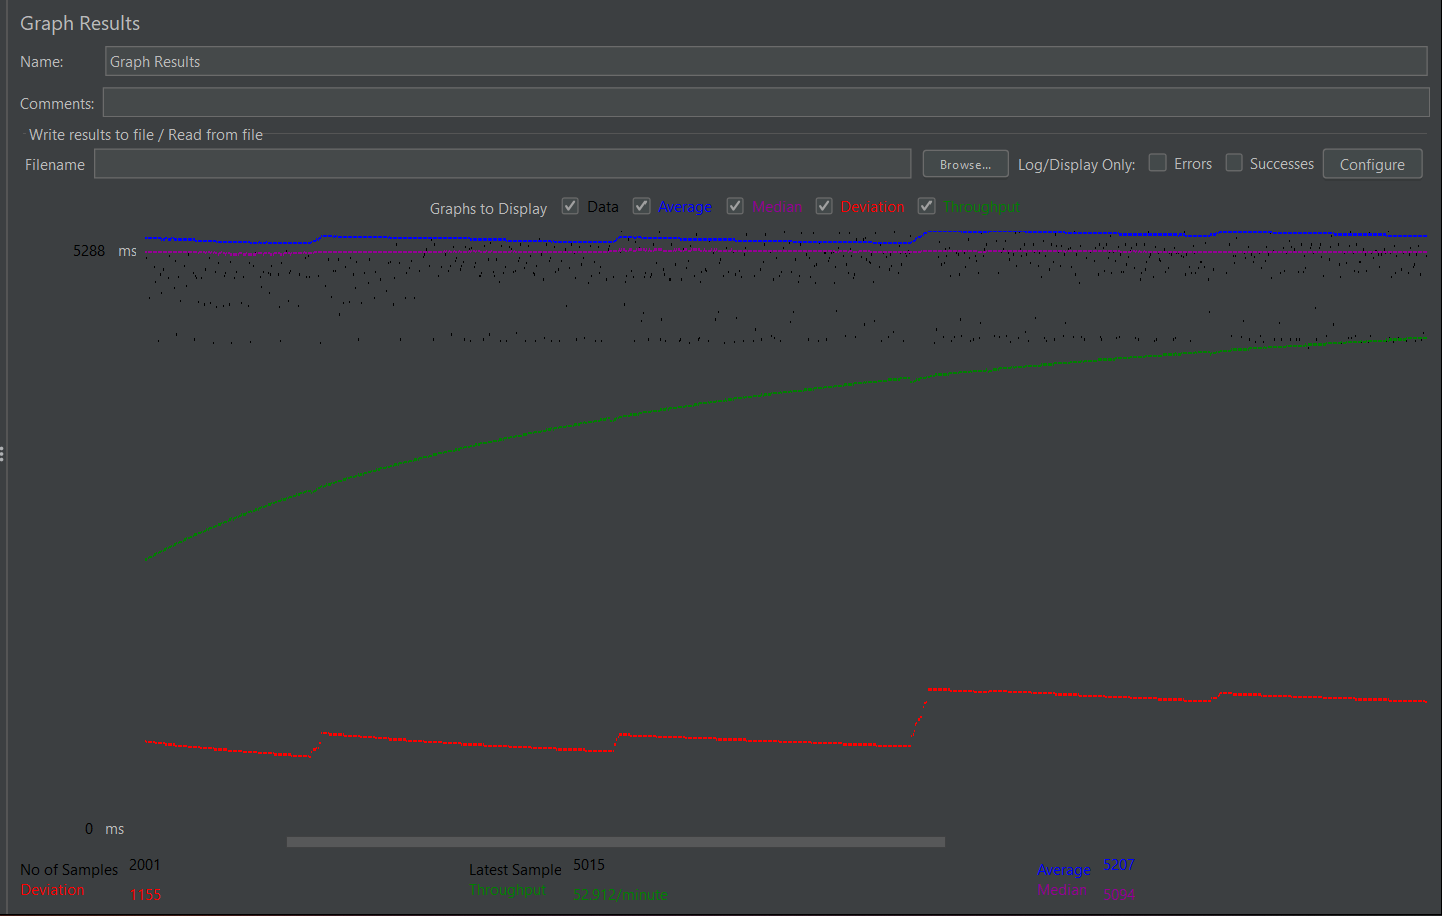 Graph Results
Name: Graph Results
Comments:
Write results to file / Read from file
Filename Browse... Log/Display Only: Errors Successes Configure
Graphs to Display Data Average Median Deviation Throughput
5288 ms
0 ms
No of Samples 2001 Latest Sample 5015 Average 5207
Deviation 1155 Throughput 52.912/minute Median